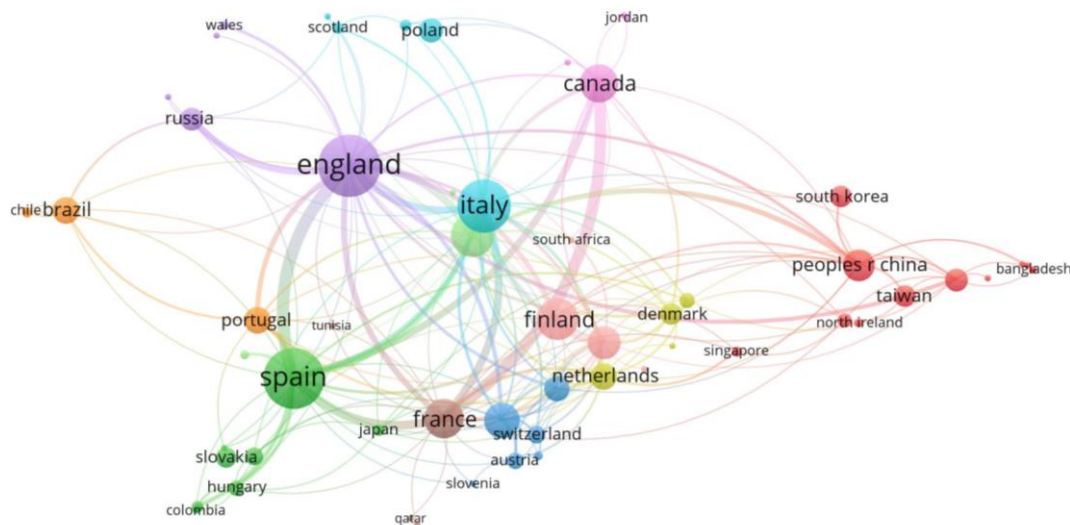 wales
scotland
poland
jordan
canada
russia
england
italy
chile
brazil
south korea
south africa
peoples r china
bangladesh
taiwan
portugal
tunisia
finland
denmark
north ireland
singapore
spain
netherlands
france
japan
switzerland
slovakia
austria
hungary
slovenia
colombia
qatar